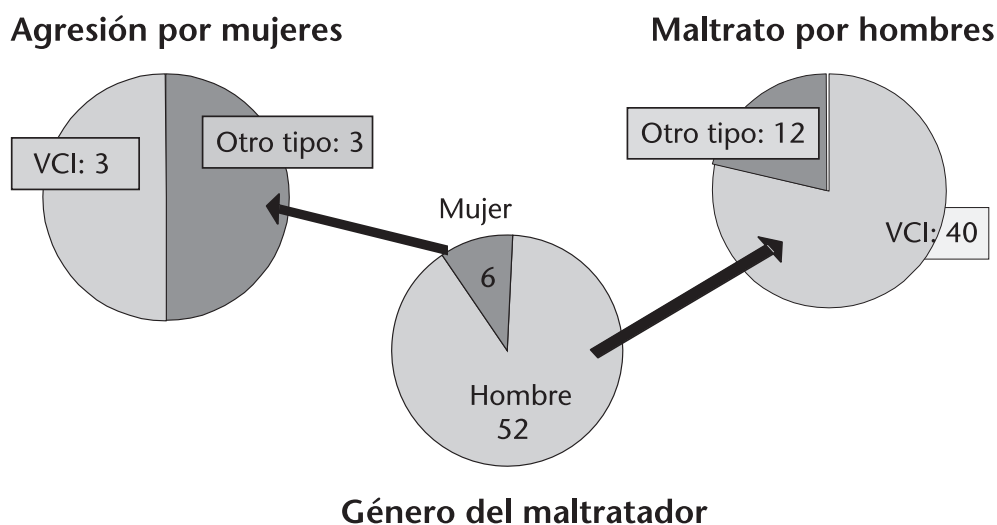 Agresión por mujeres
Maltrato por hombres
VCI: 3
Otro tipo: 3
Otro tipo: 12
VCI: 40
Mujer
6
Hombre
52
Género del maltratador